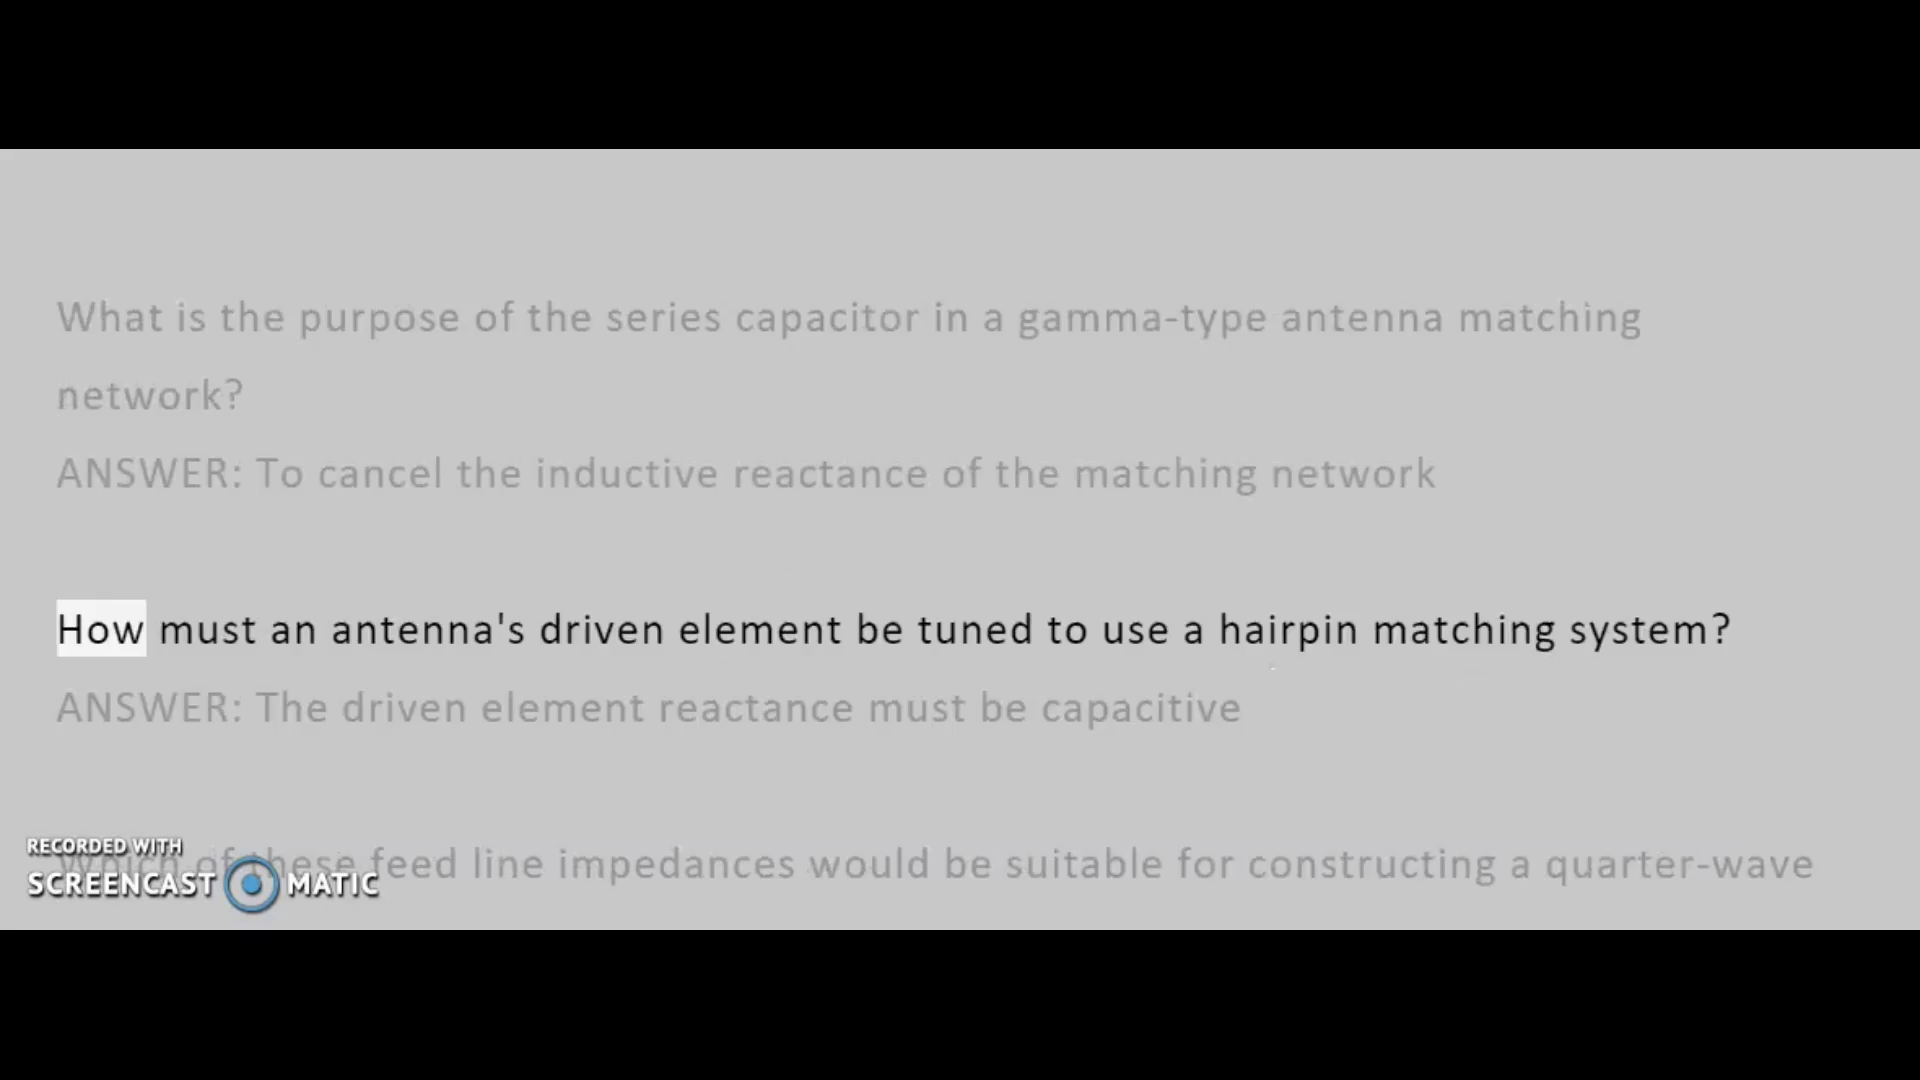 What is the purpose of the series capacitor in a gamma-type antenna matching
network?
ANSWER: To cancel the inductive reactance of the matching network
How must an antenna's driven element be tuned to use a hairpin matching system?
ANSWER: The driven element reactance must be capacitive
Which of these feed line impedances would be suitable for constructing a quarter-wave
RECORDED WITH
SCREENCAST MATIC